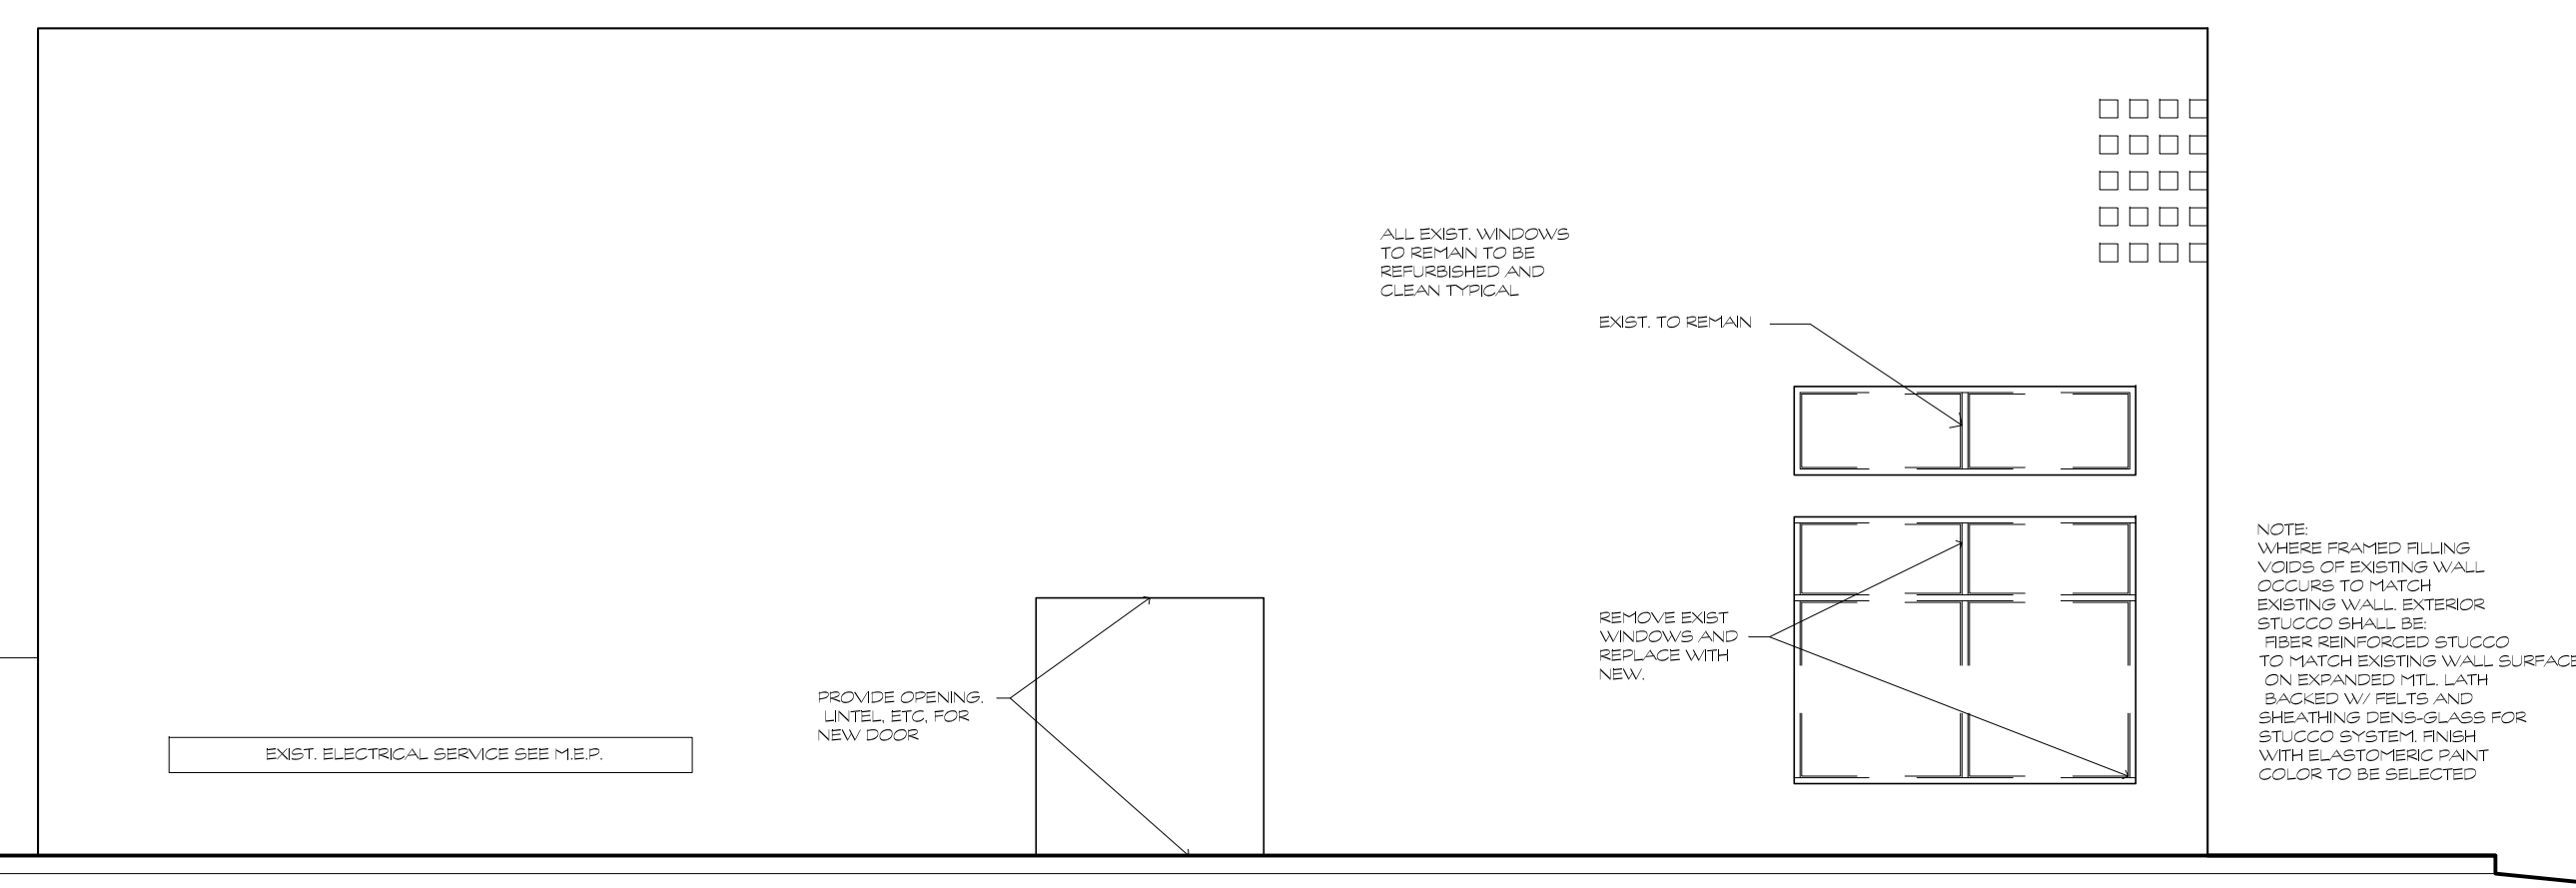 ALL EXIST. WINDOWS
TO REMAIN TO BE
REFURBISHED AND
CLEAN TYPICAL
EXIST. TO REMAIN
REMOVE EXIST
WINDOWS AND
REPLACE WITH
NEW.
PROVIDE OPENING.
LINTEL, ETC, FOR
NEW DOOR
EXIST. ELECTRICAL SERVICE SEE M.E.P.
NOTE:
WHERE FRAMED FILLING
VOIDS OF EXISTING WALL
OCCURS TO MATCH
EXISTING WALL. EXTERIOR
STUCCO SHALL BE:
FIBER REINFORCED STUCCO
TO MATCH EXISTING WALL SURFACE
ON EXPANDED MTL. LATH
BACKED W/ FELTS AND
SHEATHING DENS-GLASS FOR
STUCCO SYSTEM. FINISH
WITH ELASTOMERIC PAINT
COLOR TO BE SELECTED